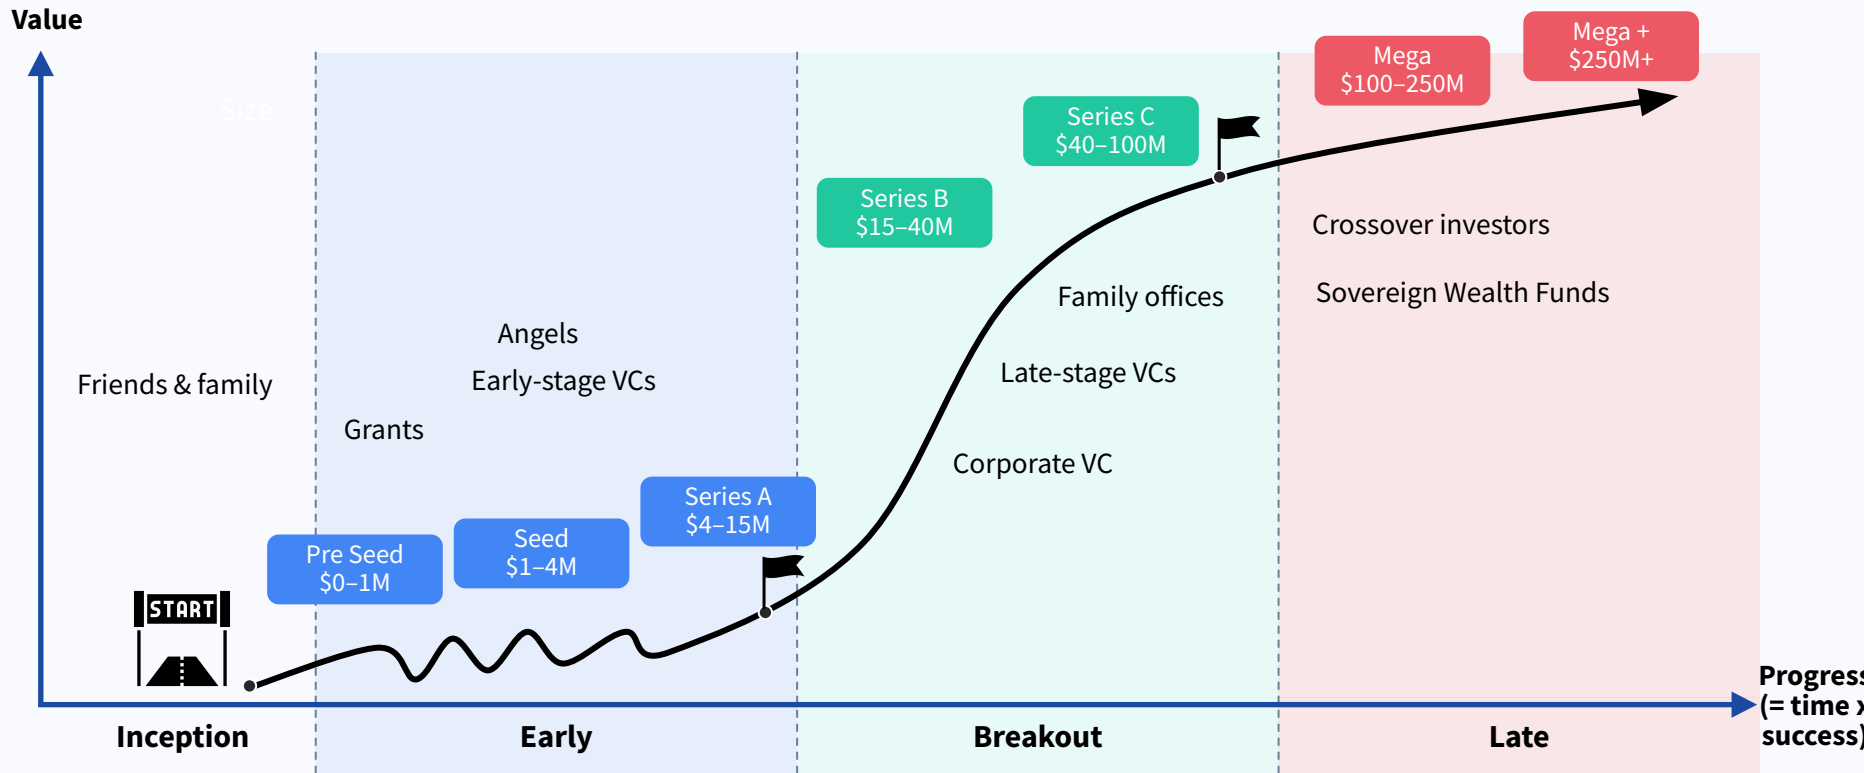 Value
Size
Mega +
$250M+
Mega
$100–250M
Series C
$40–100M
Series B
$15–40M
Crossover investors
Sovereign Wealth Funds
Family offices
Late-stage VCs
Corporate VC
Angels
Early-stage VCs
Grants
Friends & family
Series A
$4–15M
Seed
$1–4M
Pre Seed
$0–1M
START
Progress
(= time x
success)
Inception
Early
Breakout
Late